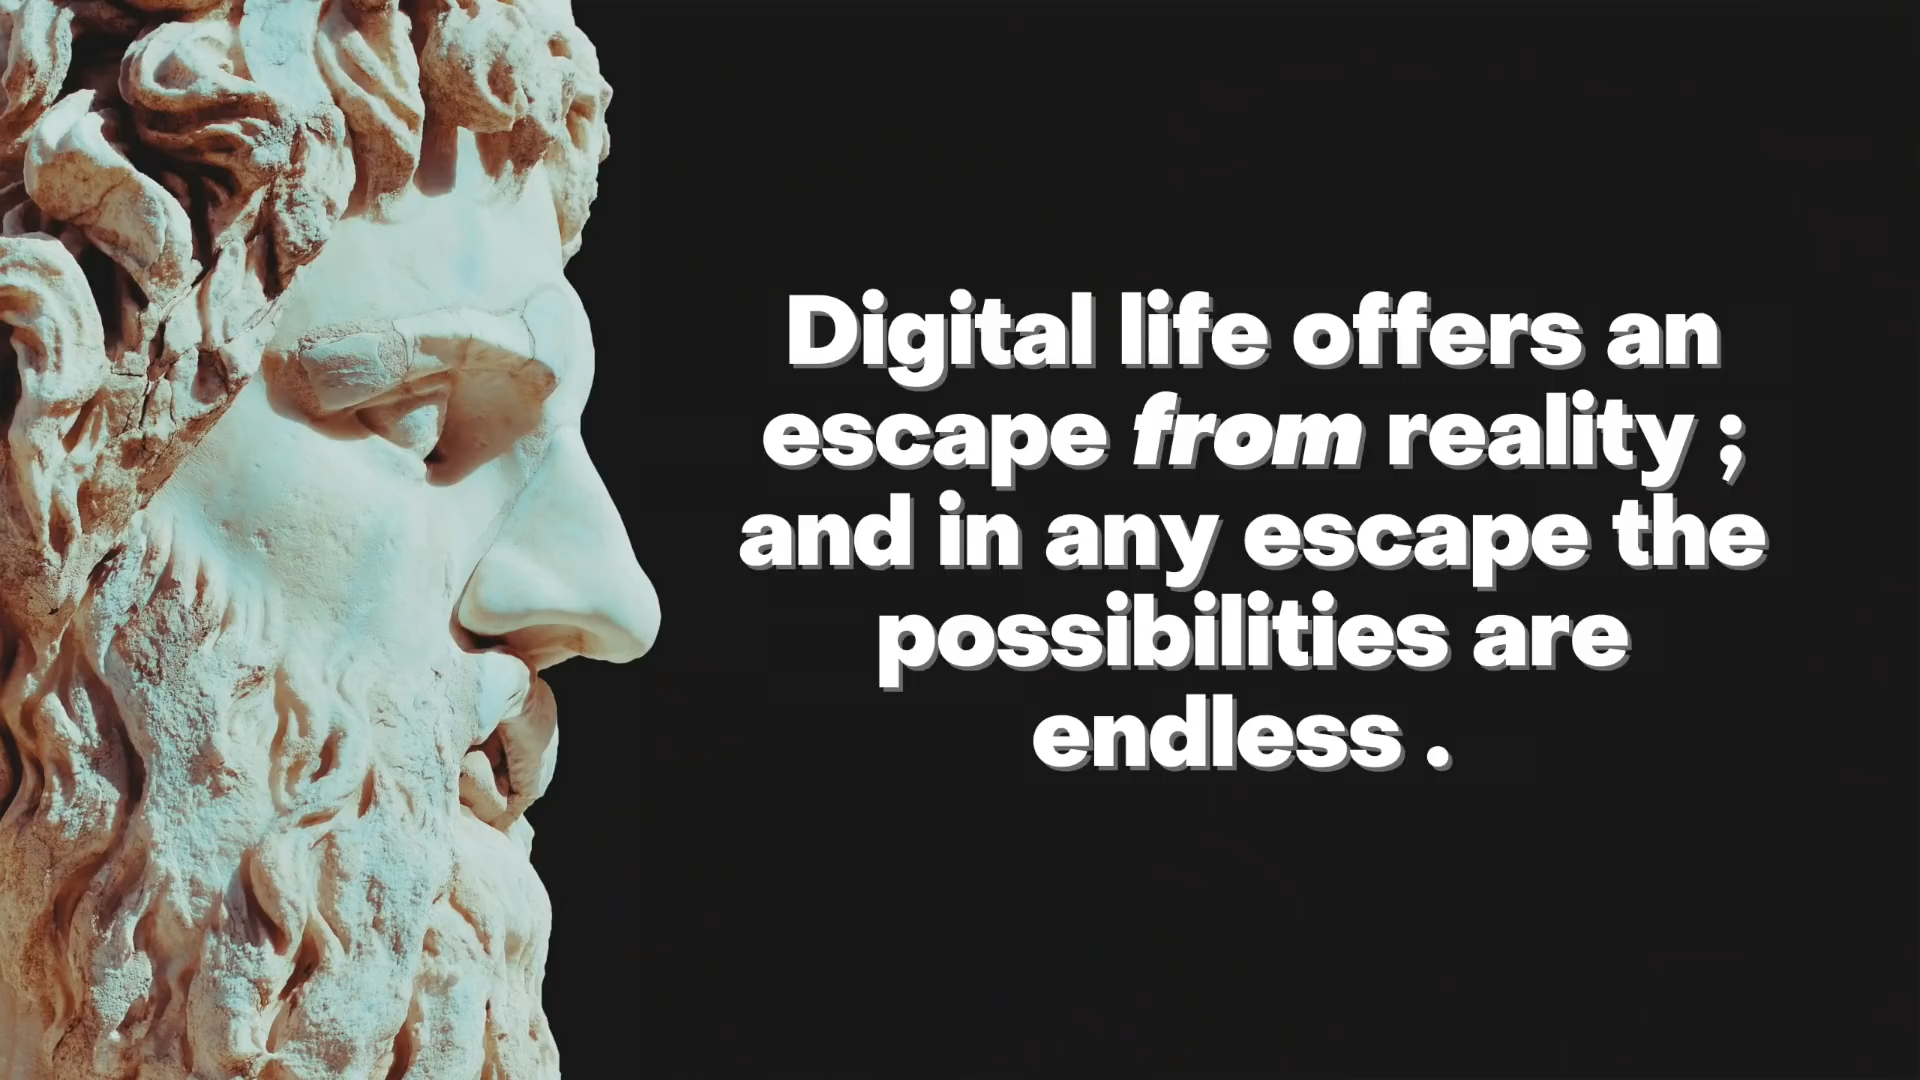 Digital life offers an
escape from reality ;
and in any escape the
possibilities are
endless .